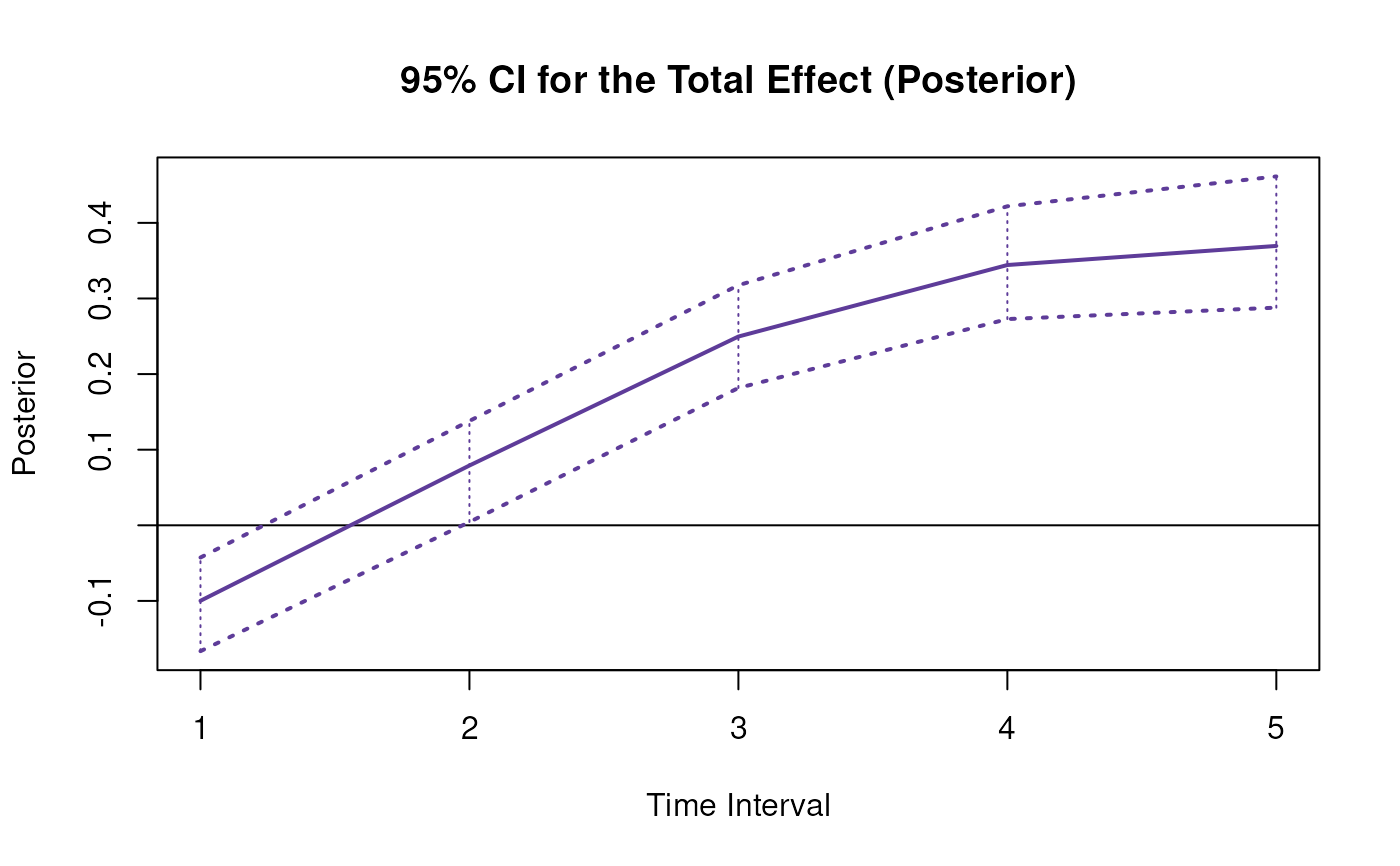 95% CI for the Total Effect (Posterior)
Posterior
0.4
0.3
0.2
0.1
-0.1
1 2 3 4 5
Time Interval